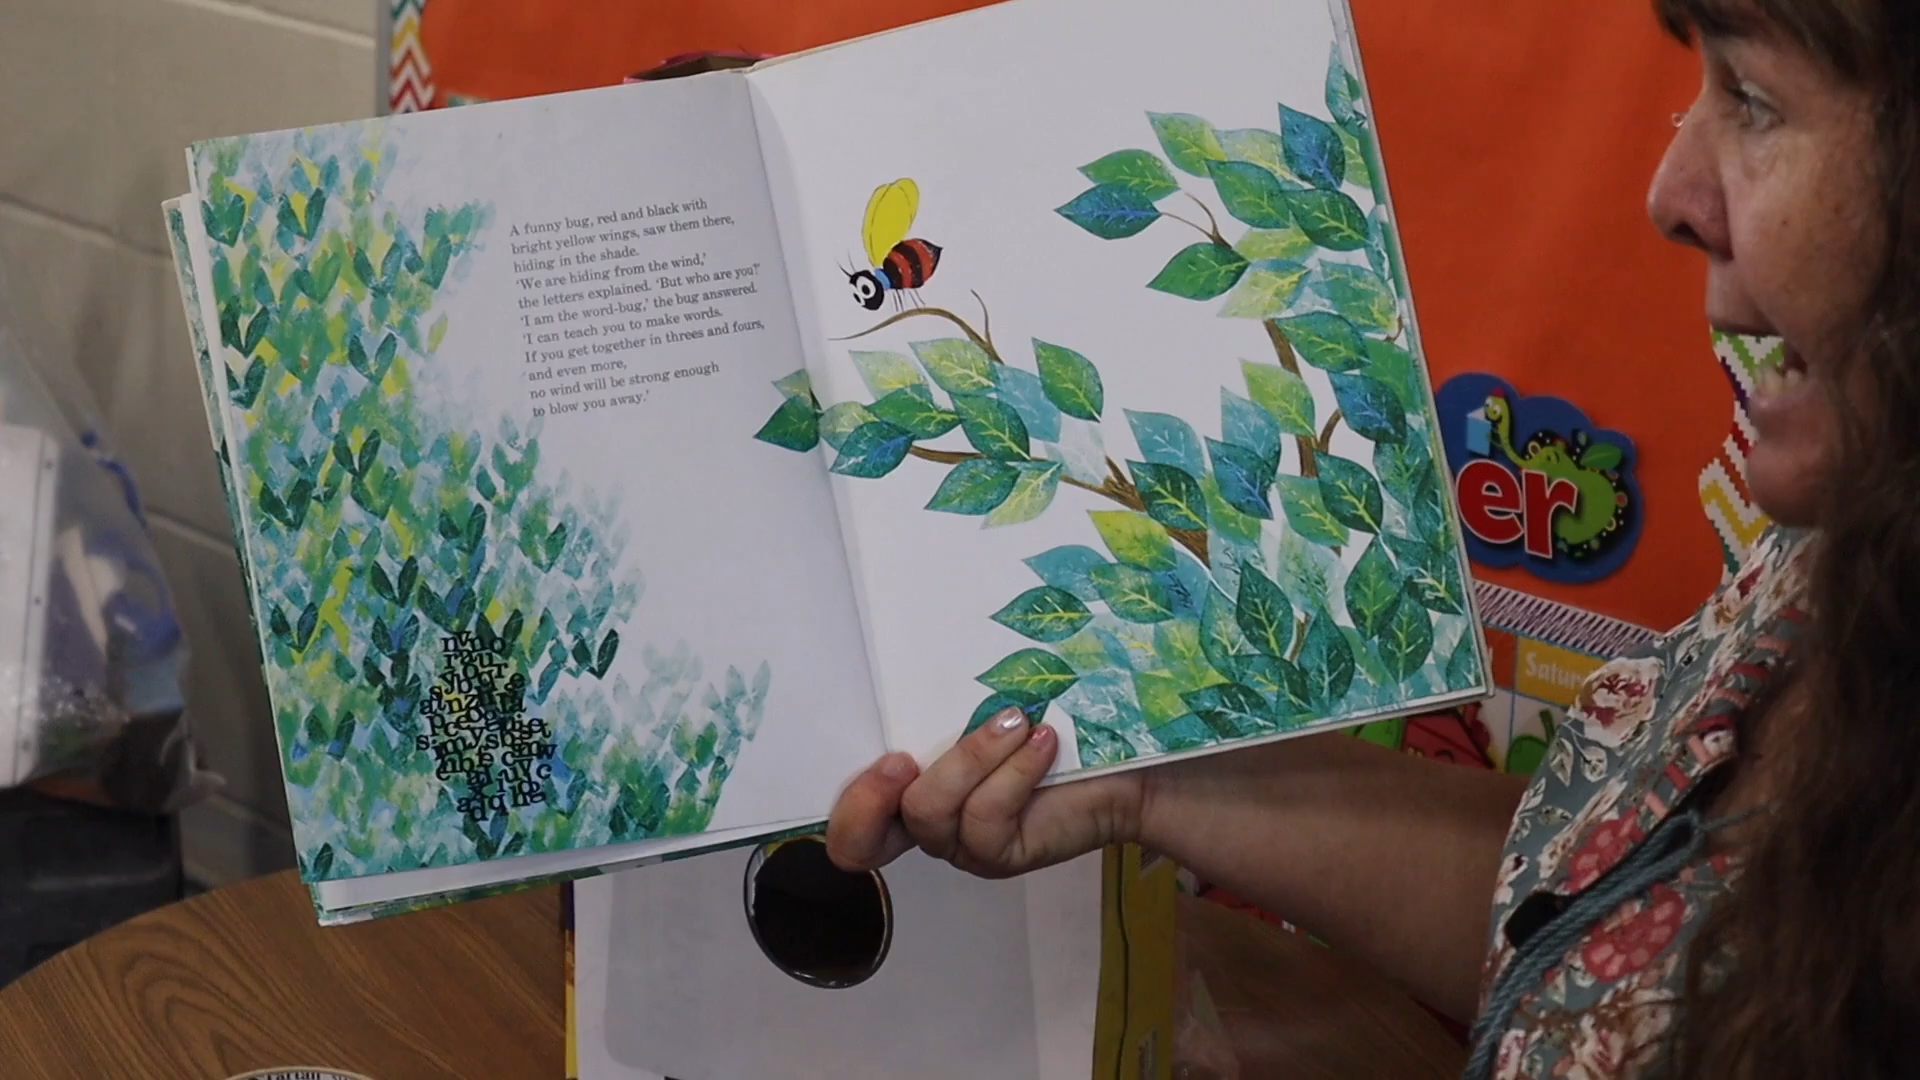 A funny bug, red and black with
bright yellow wings, saw them there,
hiding in the shade.
'We are hiding from the wind,'
the letters explained. 'But who are you?'
'I am the word-bug,' the bug answered.
'I can teach you to make words.
If you get together in threes and fours,
and even more,
no wind will be strong enough
to blow you away.'
er